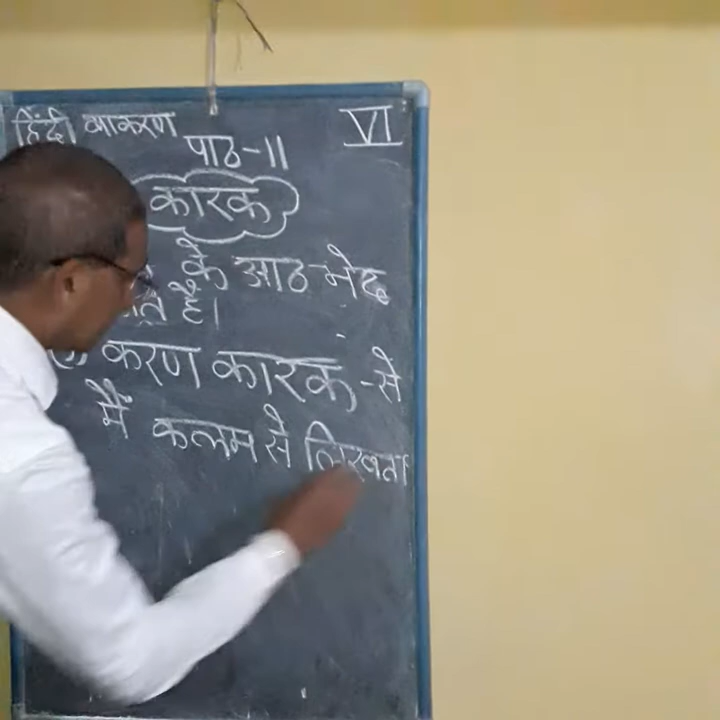 हिंदी व्याकरण VI
पाठ-11
कारक
के आठ भेद
हैं।
करण कारक -से
मैं कलम से लिखता